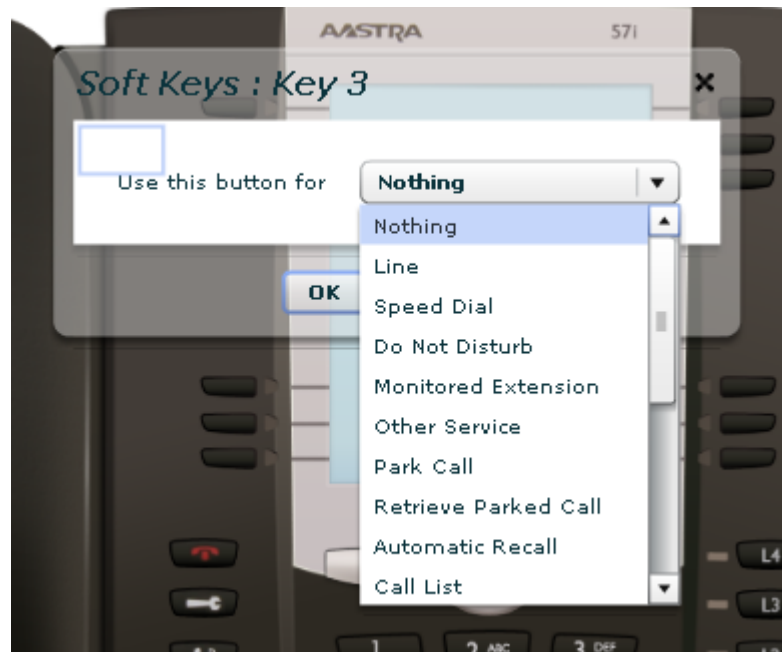 AASTRA 57i
Soft Keys : Key 3
Use this button for Nothing
Nothing
Line
OK
Speed Dial
Do Not Disturb
Monitored Extension
Other Service
Park Call
Retrieve Parked Call
Automatic Recall
L4
Call List
L3
1 2 ABC 3 DEF